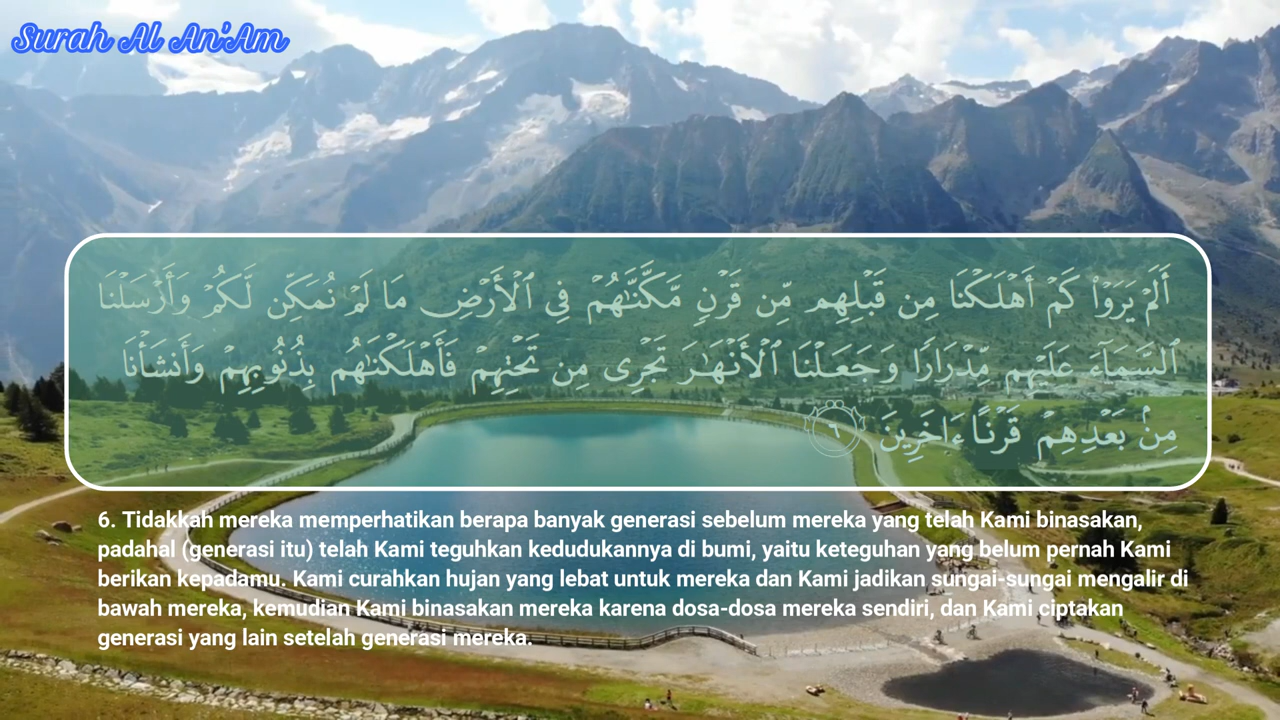 Surah Al An'Am
أَلَمْ يَرَوْا۟ كَمْ أَهْلَكْنَا مِن قَبْلِهِم مِّن قَرْنٍ مَّكَّنَّٰهُمْ فِى ٱلْأَرْضِ مَا لَمْ نُمَكِّن لَّكُمْ وَأَرْسَلْنَا
ٱلسَّمَآءَ عَلَيْهِم مِّدْرَارًا وَجَعَلْنَا ٱلْأَنْهَٰرَ تَجْرِى مِن تَحْتِهِمْ فَأَهْلَكْنَٰهُم بِذُنُوبِهِمْ وَأَنشَأْنَا
مِنۢ بَعْدِهِمْ قَرْنًا ءَاخَرِينَ ٦
6. Tidakkah mereka memperhatikan berapa banyak generasi sebelum mereka yang telah Kami binasakan,
padahal (generasi itu) telah Kami teguhkan kedudukannya di bumi, yaitu keteguhan yang belum pernah Kami
berikan kepadamu. Kami curahkan hujan yang lebat untuk mereka dan Kami jadikan sungai-sungai mengalir di
bawah mereka, kemudian Kami binasakan mereka karena dosa-dosa mereka sendiri, dan Kami ciptakan
generasi yang lain setelah generasi mereka.